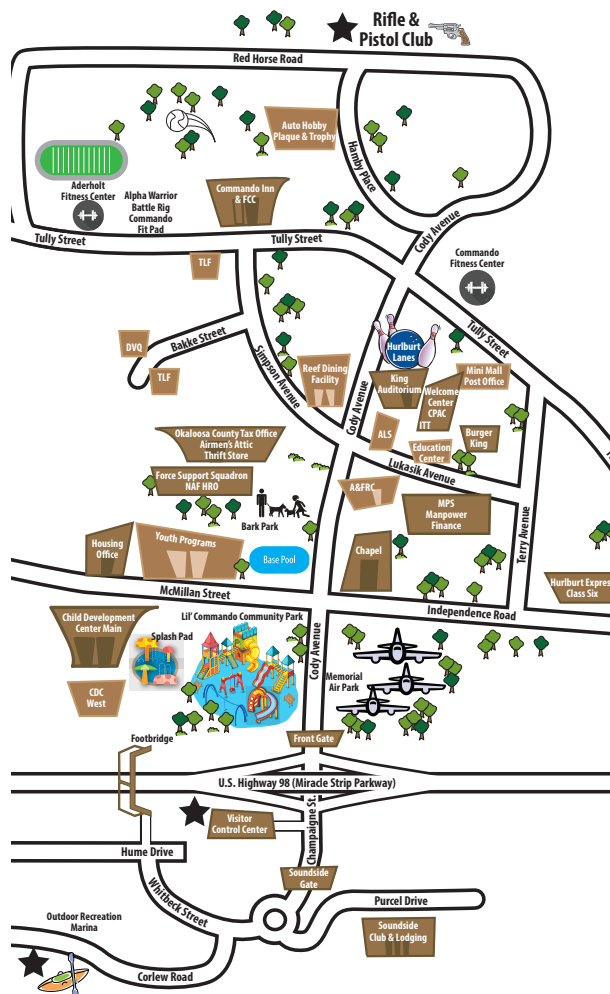 Rifle &
Pistol Club
Red Horse Road
Auto Hobby
Plaque & Trophy
Hamby Place
Aderholt
Fitness Center
Alpha Warrior
Battle Rig
Commando
Fit Pad
Commando Inn
& FCC
Cody Avenue
Tully Street
Tully Street
Commando
Fitness Center
TLF
Tully Street
Bakke Street
DVQ
TLF
Simpson Avenue
Reef Dining
Facility
Hurlburt
Lanes
King
Auditorium
Mini Mall
Post Office
Welcome
Center
CPAC
ITT
Cody Avenue
Okaloosa County Tax Office
Airmen's Attic
Thrift Store
ALS
Education
Center
Burger
King
Lukasik Avenue
Force Support Squadron
NAF HRO
A&FRC
MPS
Manpower
Finance
Bark Park
Terry Avenue
Housing
Office
Youth Programs
Base Pool
Chapel
McMillan Street
Independence Road
Hurlburt Express
Class Six
Child Development
Center Main
Splash Pad
Lil' Commando Community Park
Cody Avenue
Memorial
Air Park
CDC
West
Footbridge
Front Gate
U.S. Highway 98 (Miracle Strip Parkway)
Visitor
Control Center
Champaigne St.
Hume Drive
Soundside
Gate
Whitbeck Street
Purcel Drive
Outdoor Recreation
Marina
Soundside
Club & Lodging
Corlew Road